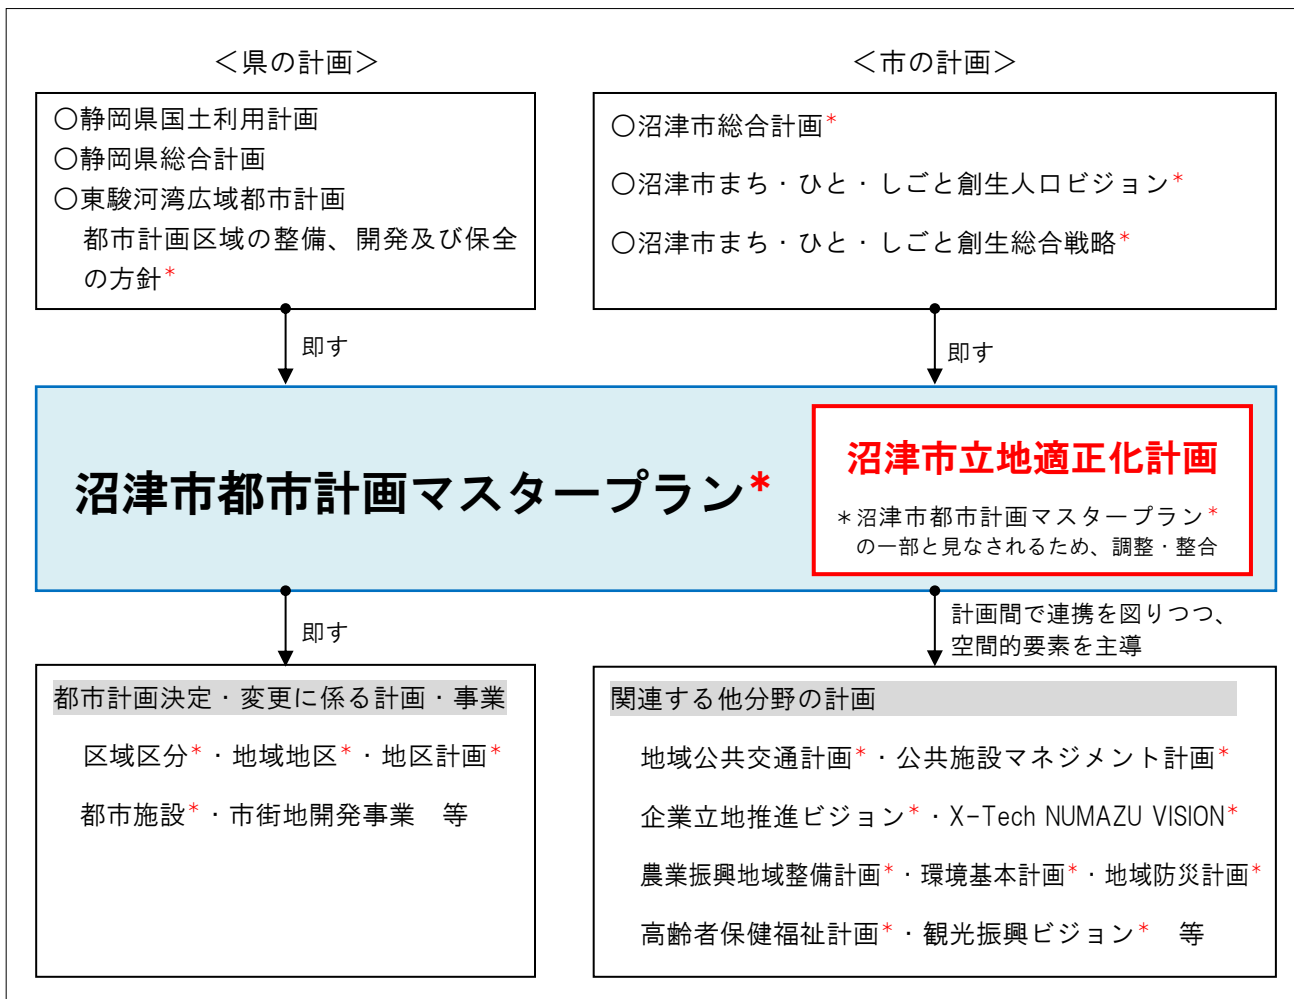 ＜県の計画＞
○静岡県国土利用計画
○静岡県総合計画
○東駿河湾広域都市計画
都市計画区域の整備、開発及び保全
の方針*
＜市の計画＞
○沼津市総合計画*
○沼津市まち・ひと・しごと創生人口ビジョン*
○沼津市まち・ひと・しごと創生総合戦略*
即す
即す
沼津市都市計画マスタープラン*
沼津市立地適正化計画
＊沼津市都市計画マスタープラン*
の一部と見なされるため、調整・整合
即す
計画間で連携を図りつつ、
空間的要素を主導
都市計画決定・変更に係る計画・事業
区域区分*・地域地区*・地区計画*
都市施設*・市街地開発事業　等
関連する他分野の計画
地域公共交通計画*・公共施設マネジメント計画*
企業立地推進ビジョン*・X-Tech NUMAZU VISION*
農業振興地域整備計画*・環境基本計画*・地域防災計画*
高齢者保健福祉計画*・観光振興ビジョン*　等